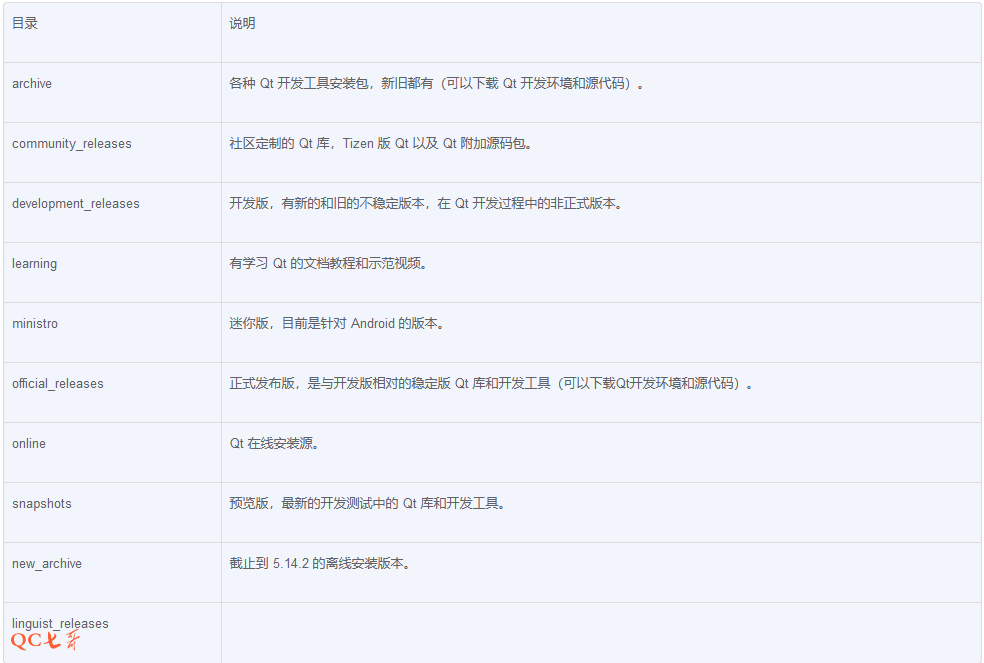 目录 说明
archive 各种 Qt 开发工具安装包，新旧都有（可以下载 Qt 开发环境和源代码）。
community_releases 社区定制的 Qt 库，Tizen 版 Qt 以及 Qt 附加源码包。
development_releases 开发版，有新的和旧的不稳定版本，在 Qt 开发过程中的非正式版本。
learning 有学习 Qt 的文档教程和示范视频。
ministro 迷你版，目前是针对 Android 的版本。
official_releases 正式发布版，是与开发版相对的稳定版 Qt 库和开发工具（可以下载Qt开发环境和源代码）。
online Qt 在线安装源。
snapshots 预览版，最新的开发测试中的 Qt 库和开发工具。
new_archive 截止到 5.14.2 的离线安装版本。
linguist_releases
QC七哥